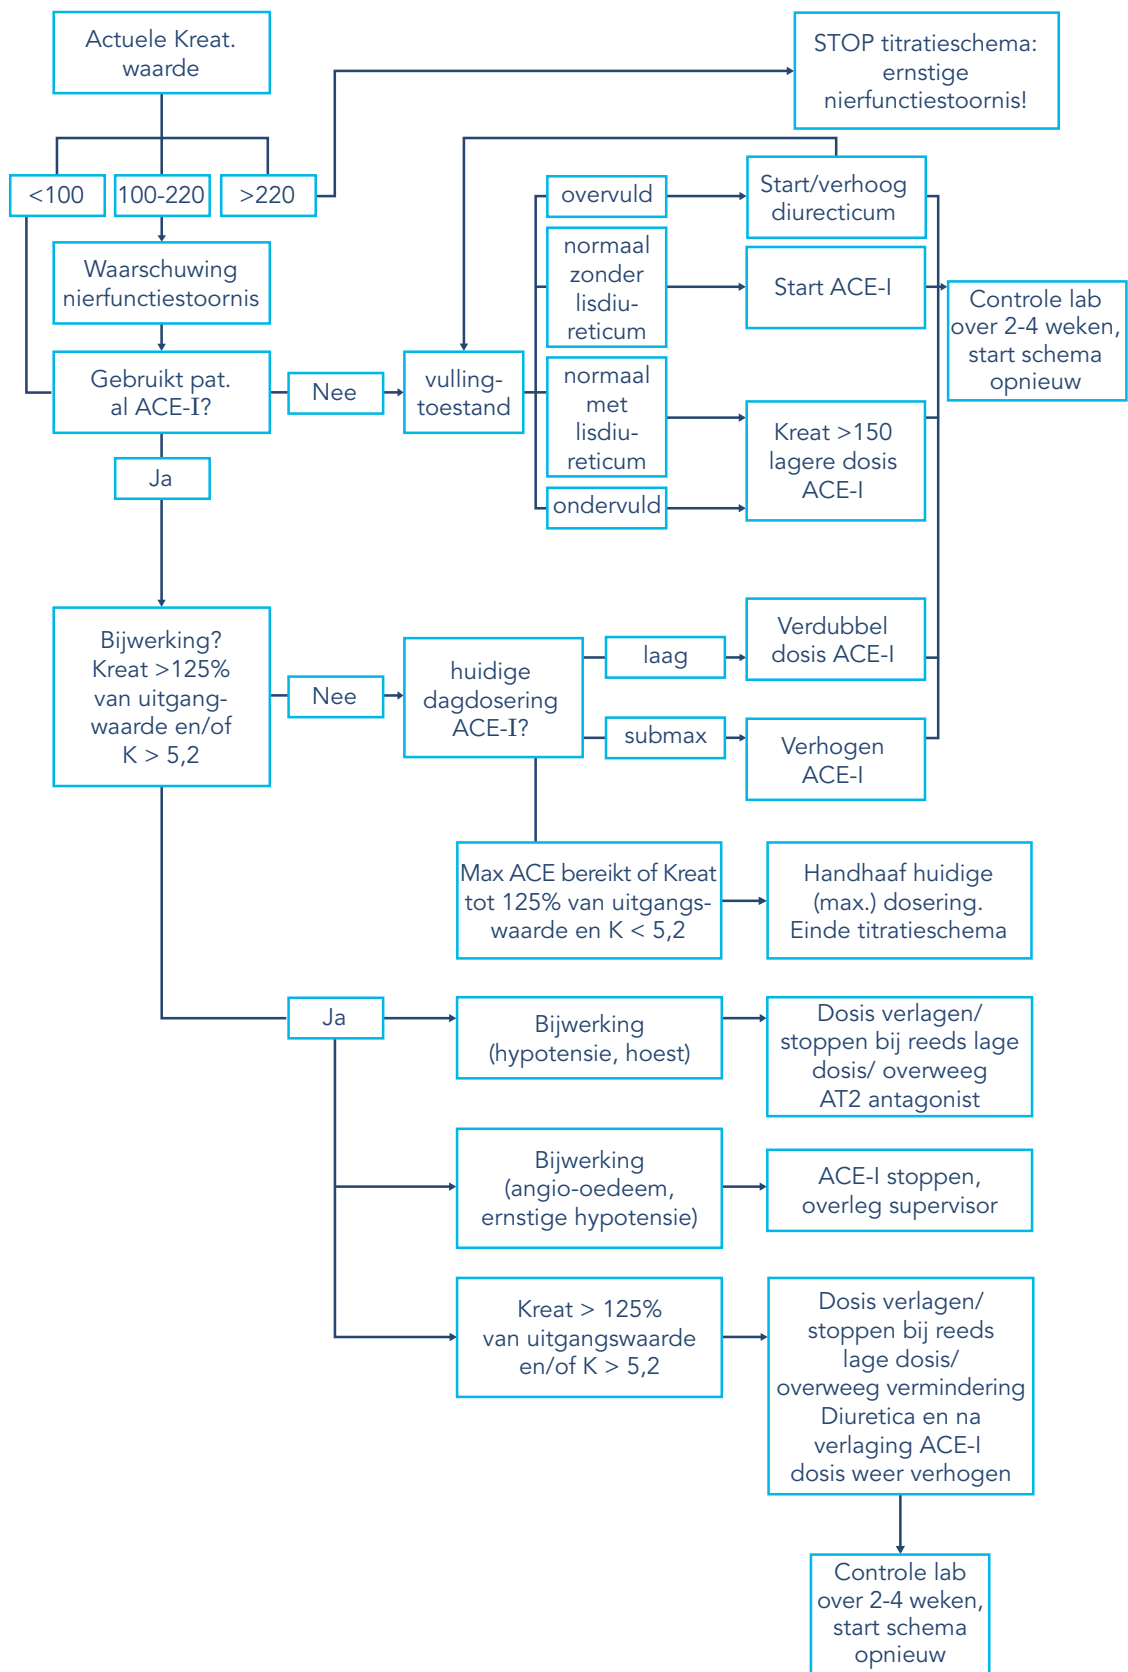 Actuele Kreat.
waarde
STOP titratieschema:
ernstige
nierfunctiestoornis!
<100
100-220
>220
Waarschuwing
nierfunctiestoornis
Gebruikt pat.
al ACE-I?
Nee
vulling-
toestand
overvuld
Start/verhoog
diurecticum
normaal
zonder
lisdiu-
reticum
Start ACE-I
normaal
met
lisdiu-
reticum
ondervuld
Kreat >150
lagere dosis
ACE-I
Controle lab
over 2-4 weken,
start schema
opnieuw
Ja
Bijwerking?
Kreat >125%
van uitgang-
waarde en/of
K > 5,2
Nee
huidige
dagdosering
ACE-I?
laag
Verdubbel
dosis ACE-I
submax
Verhogen
ACE-I
Max ACE bereikt of Kreat
tot 125% van uitgangs-
waarde en K < 5,2
Handhaaf huidige
(max.) dosering.
Einde titratieschema
Ja
Bijwerking
(hypotensie, hoest)
Dosis verlagen/
stoppen bij reeds lage
dosis/ overweeg
AT2 antagonist
Bijwerking
(angio-oedeem,
ernstige hypotensie)
ACE-I stoppen,
overleg supervisor
Kreat > 125%
van uitgangswaarde
en/of K > 5,2
Dosis verlagen/
stoppen bij reeds
lage dosis/
overweeg vermindering
Diuretica en na
verlaging ACE-I
dosis weer verhogen
Controle lab
over 2-4 weken,
start schema
opnieuw